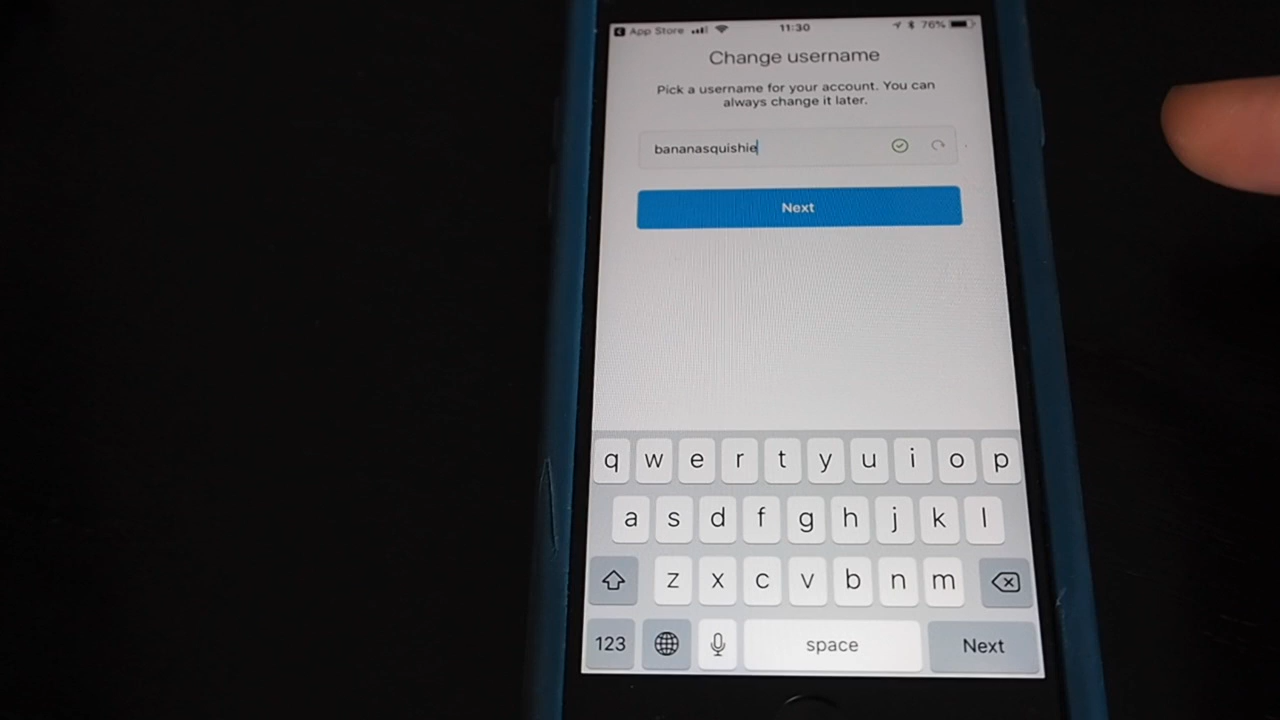 App Store 11:30 76%
Change username
Pick a username for your account. You can
always change it later.
bananasquishie
Next
q w e r t y u i o p
a s d f g h j k l
z x c v b n m
123 space Next